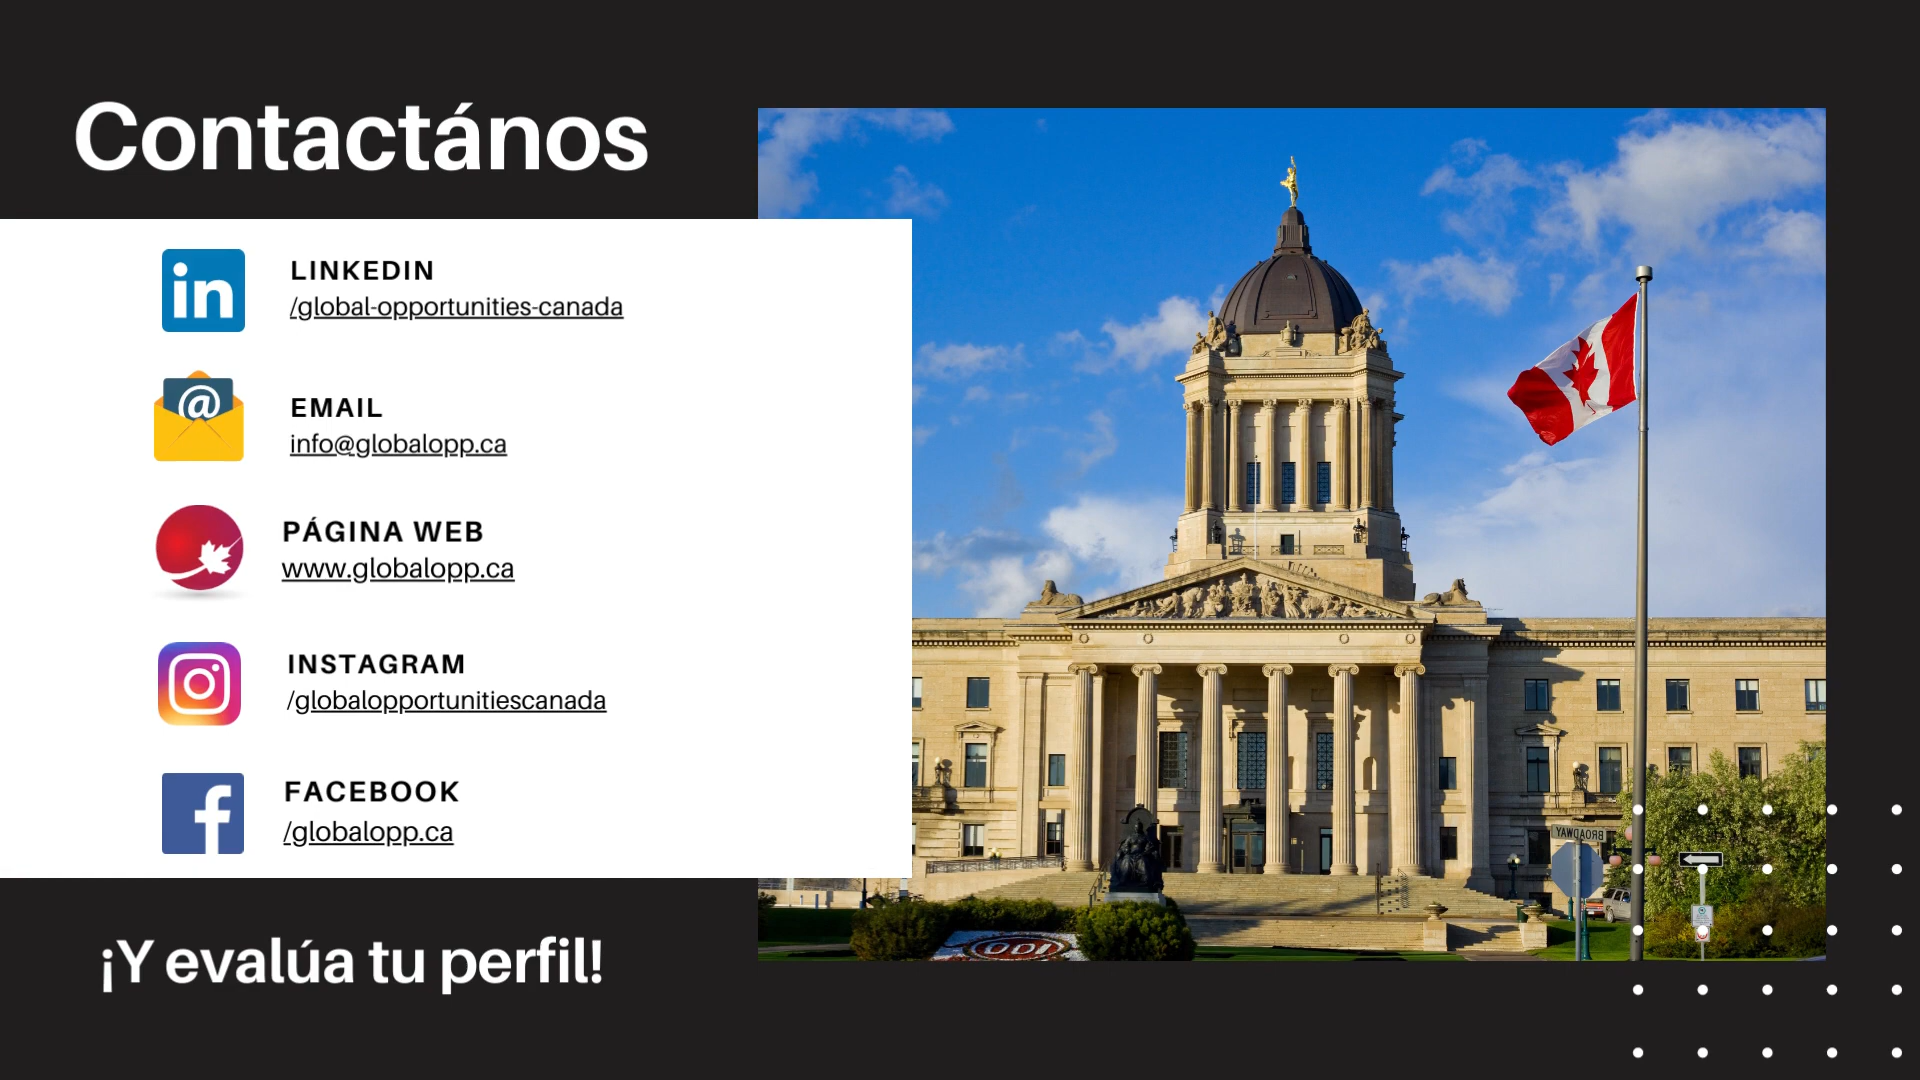 Contactános
LINKEDIN
/global-opportunities-canada
EMAIL
info@globalopp.ca
PÁGINA WEB
www.globalopp.ca
INSTAGRAM
/globalopportunitiescanada
FACEBOOK
/globalopp.ca
¡Y evalúa tu perfil!
BROADWAY